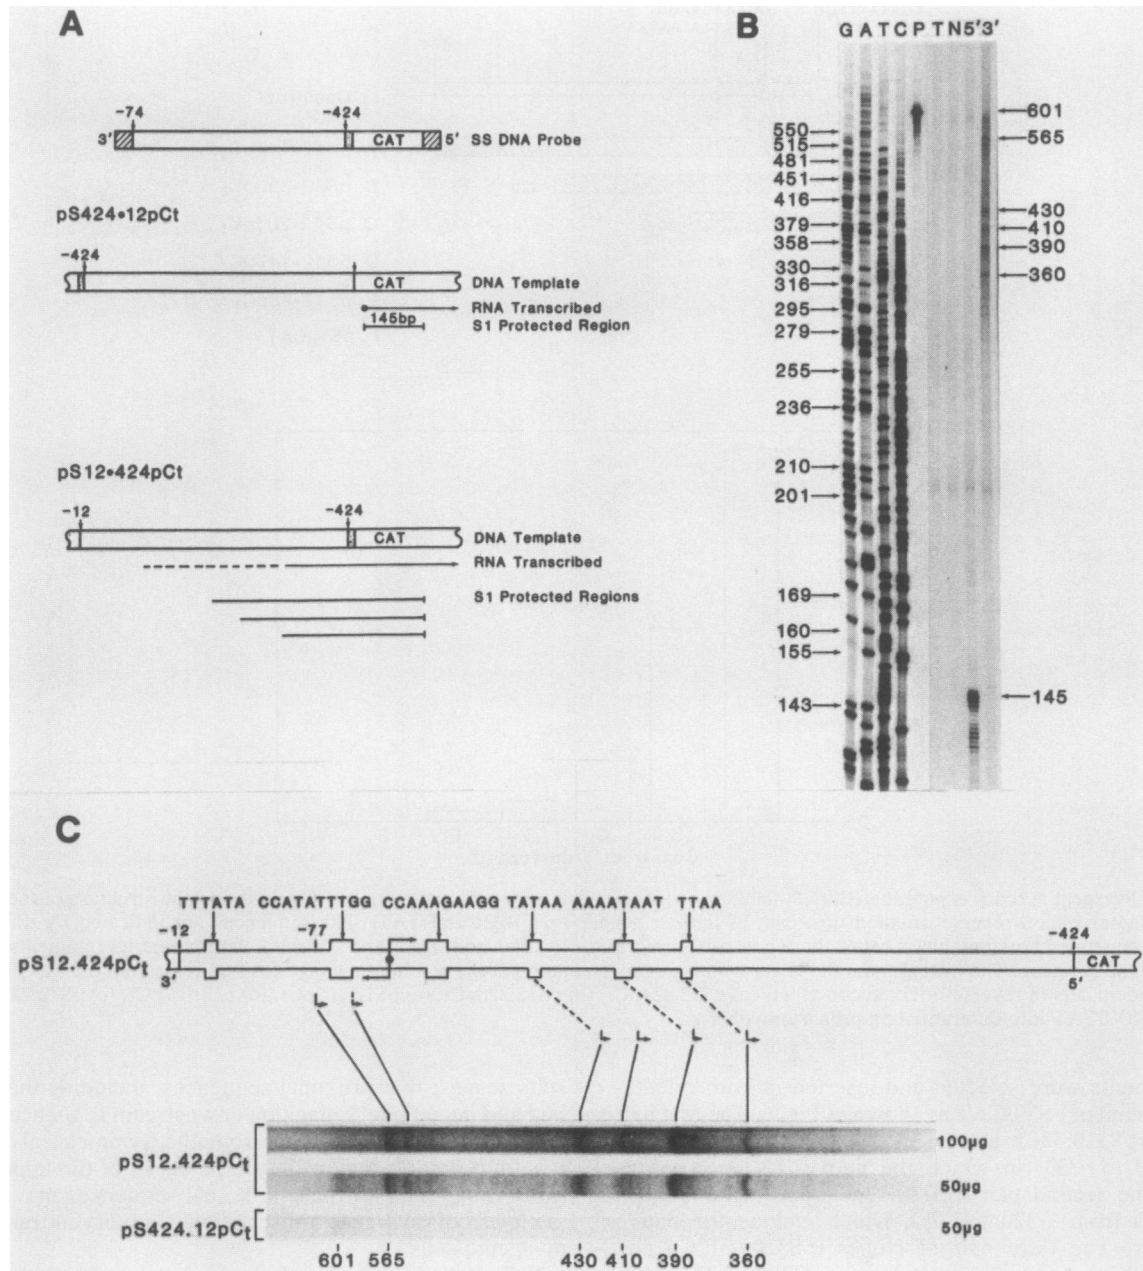 A
-74
-424
3'
CAT
5'
SS DNA Probe
pS424•12pCt
-424
CAT
DNA Template
RNA Transcribed
145bp
S1 Protected Region
pS12•424pCt
-12
-424
CAT
DNA Template
RNA Transcribed
S1 Protected Regions
B
G A T C P T N 5' 3'
550
515
481
451
416
379
358
330
316
295
279
255
236
210
201
169
160
155
143
601
565
430
410
390
360
145
C
TTTATA CCATATTTGG CCAAAGAAGG TATAA AAAATAAT TTAA
-12
-77
-424
pS12.424pCt
CAT
3'
5'
pS12.424pCt
100µg
50µg
pS424.12pCt
50µg
601 565 430 410 390 360